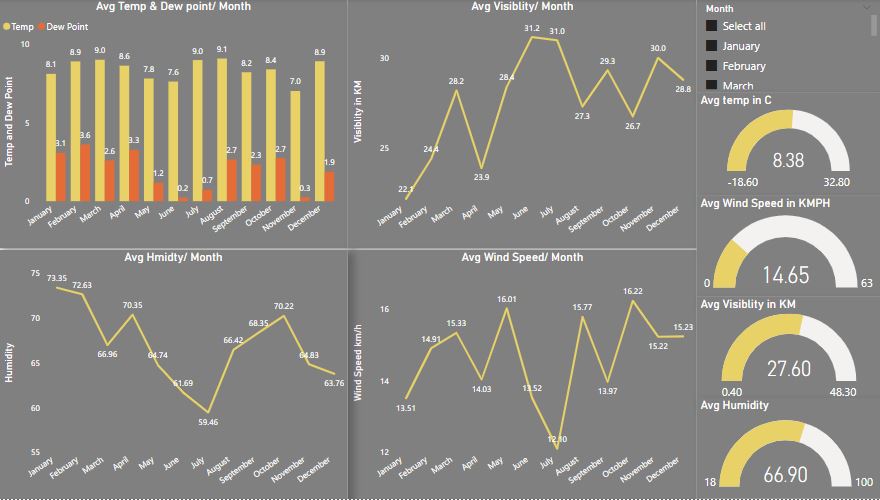 Avg Temp & Dew point/ Month
Temp Dew Point
Temp and Dew Point
10
5
0
8.1 8.9 9.0 8.6 7.8 7.6 9.0 9.1 8.2 8.4 7.0 8.9
3.1 3.6 2.6 3.3 1.2 0.2 0.7 2.7 2.3 2.7 0.3 1.9
January February March April May June July August September October November December
Avg Visiblity/ Month
Visiblity in KM
30
25
22.1 24.4 28.2 23.9 28.4 31.2 31.0 27.3 29.3 26.7 30.0 28.8
January February March April May June July August September October November December
Month
Select all
January
February
March
Avg temp in C
8.38
-18.60 32.80
Avg Wind Speed in KMPH
14.65
0 63
Avg Visiblity in KM
27.60
0.40 48.30
Avg Humidity
66.90
18 100
Avg Hmidty/ Month
Humidity
75
70
65
60
55
73.35 72.63 66.96 70.35 64.74 61.69 59.46 66.42 68.35 70.22 64.83 63.76
January February March April May June July August September October November December
Avg Wind Speed/ Month
Wind Speed km/h
16
14
12
13.51 14.91 15.33 14.03 16.01 13.52 12.10 15.77 13.97 16.22 15.22 15.23
January February March April May June July August September October November December